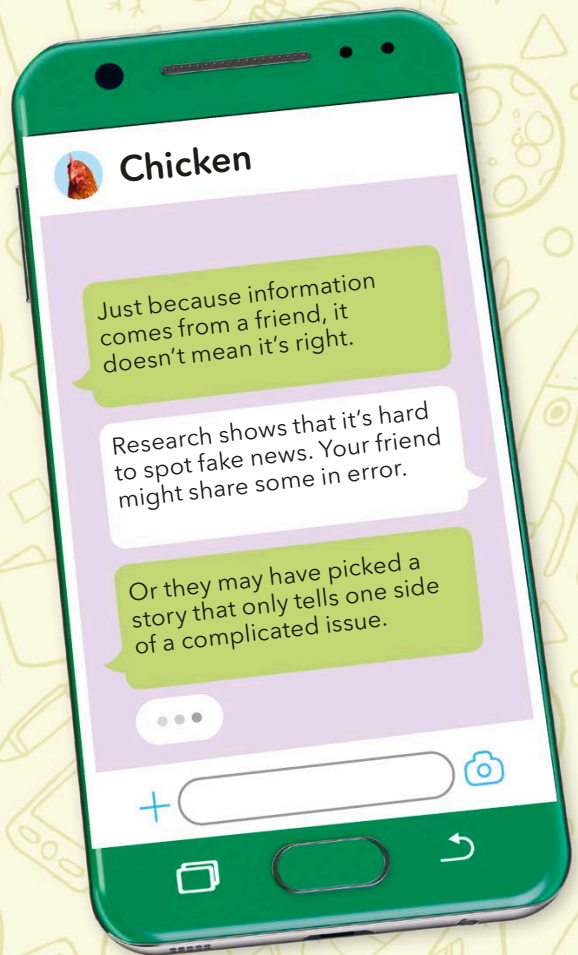 Chicken
Just because information
comes from a friend, it
doesn't mean it's right.
Research shows that it's hard
to spot fake news. Your friend
might share some in error.
Or they may have picked a
story that only tells one side
of a complicated issue.